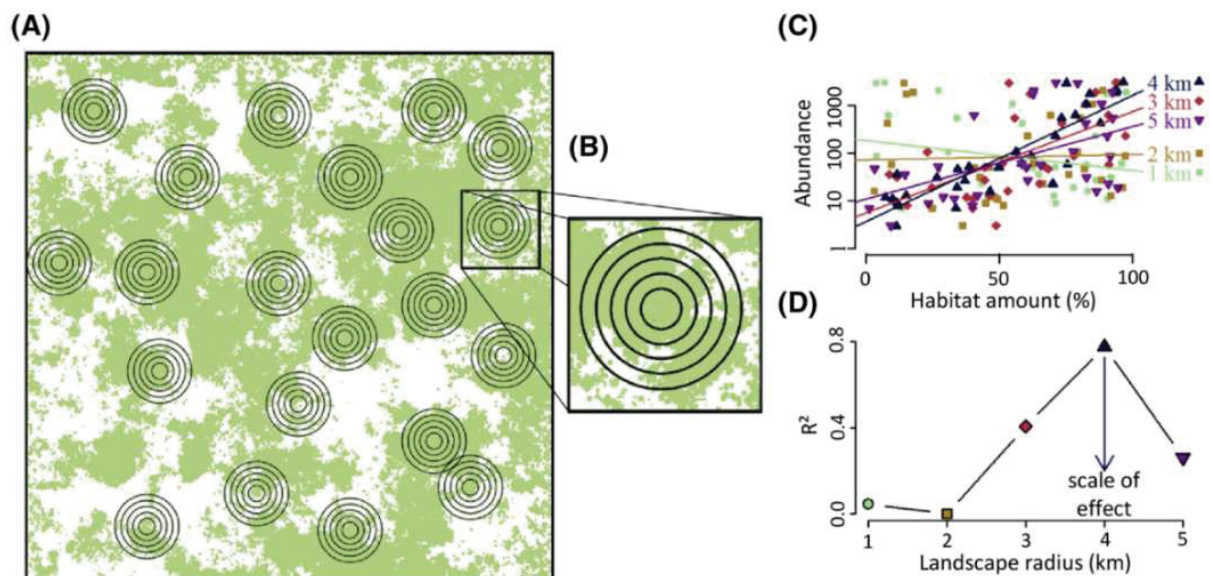 (A)
(B)
(C)
Abundance
1000
100
10
1
4 km
3 km
5 km
2 km
1 km
0
50
100
Habitat amount (%)
(D)
R²
0.8
0.4
0.0
scale of
effect
1
2
3
4
5
Landscape radius (km)